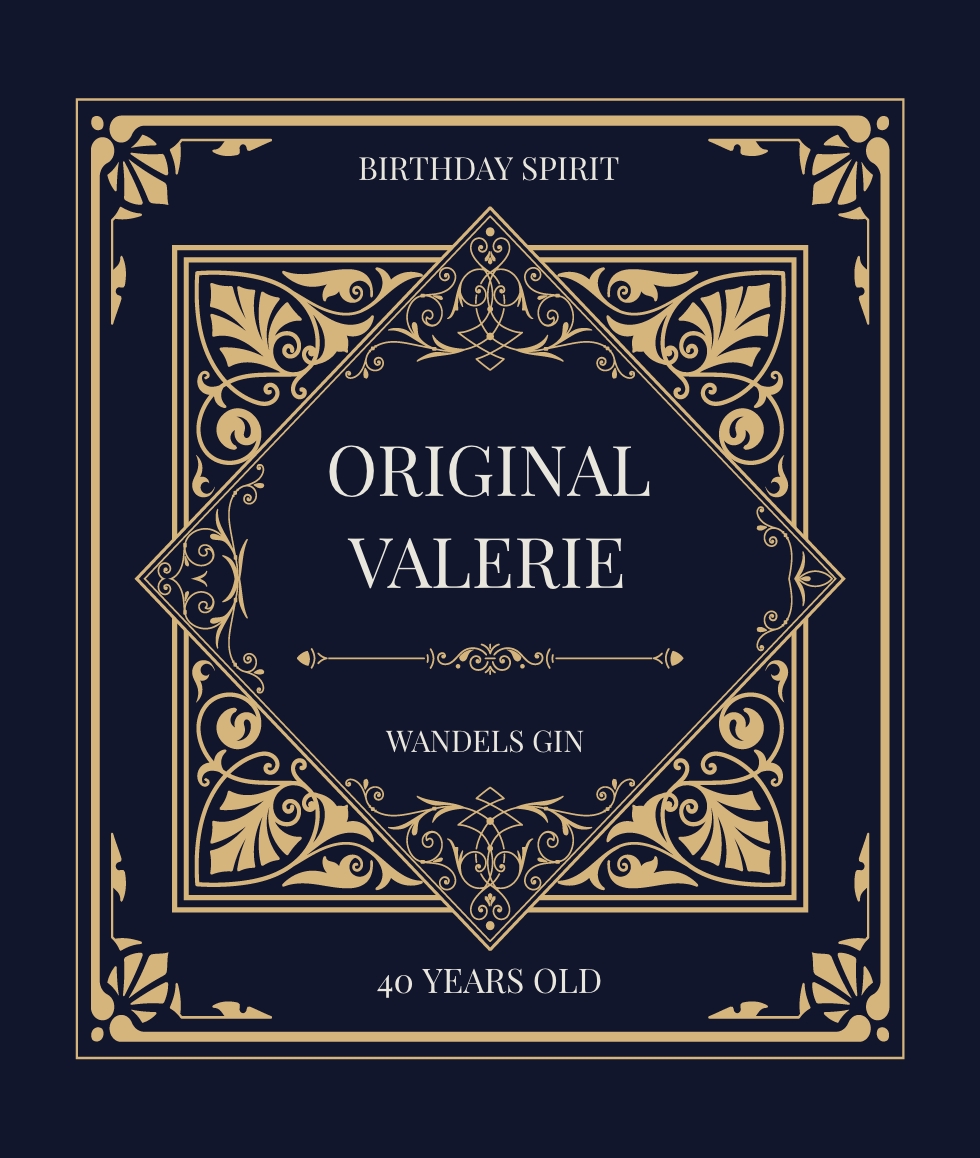 BIRTHDAY SPIRIT
ORIGINAL
VALERIE
WANDELS GIN
40 YEARS OLD